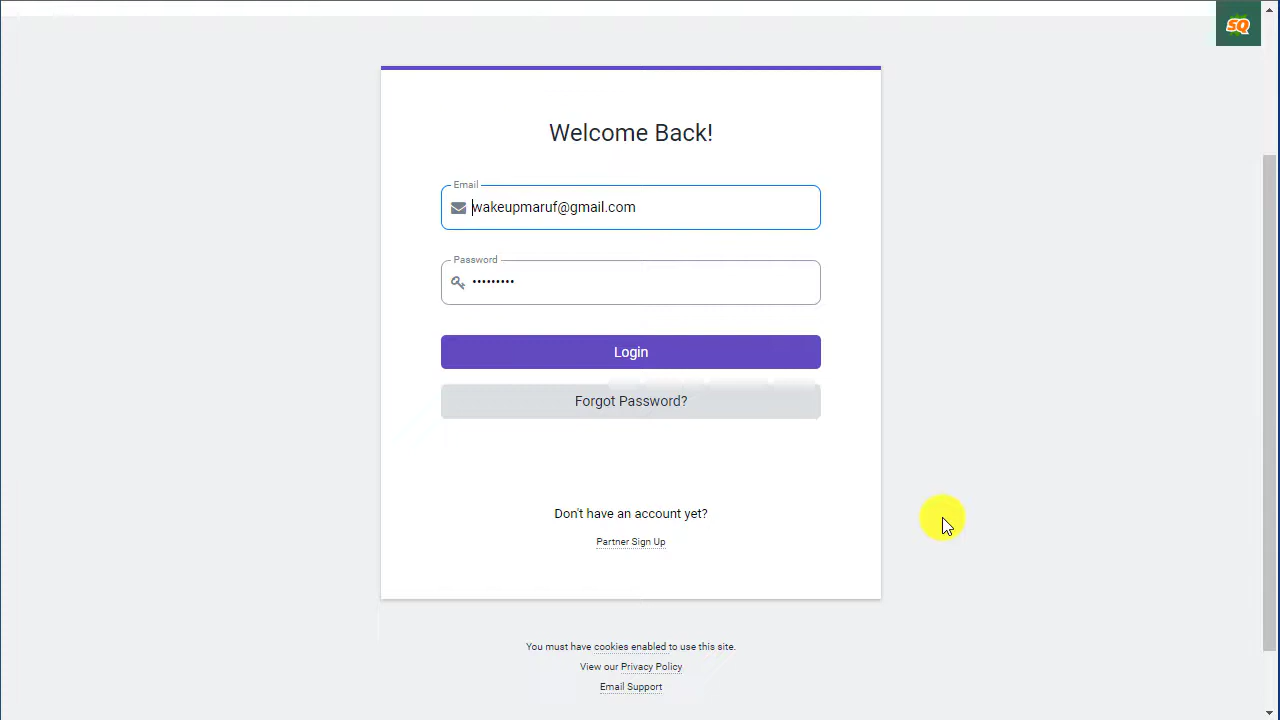 SQ
Welcome Back!
Email
wakeupmaruf@gmail.com
Password
•••••••••
Login
Forgot Password?
Don't have an account yet?
Partner Sign Up
You must have cookies enabled to use this site.
View our Privacy Policy
Email Support